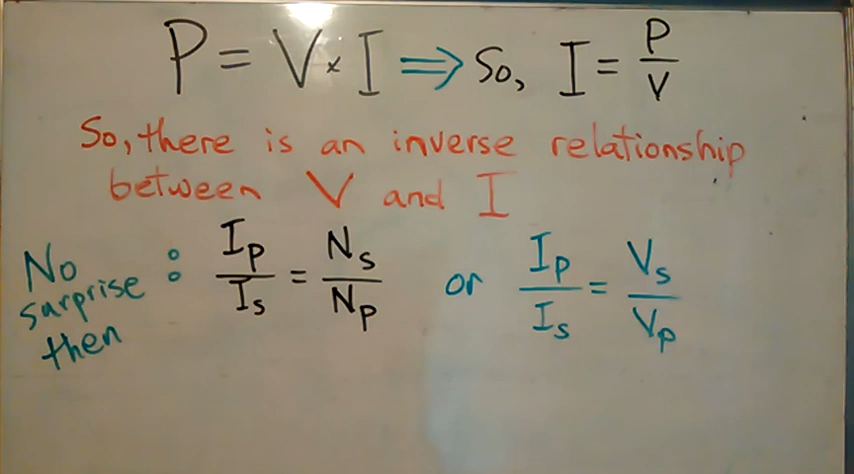 P = V × I ⇒ So, I = P/V
So, there is an inverse relationship
between V and I
No surprise then : Ip/Is = Ns/Np or Ip/Is = Vs/Vp